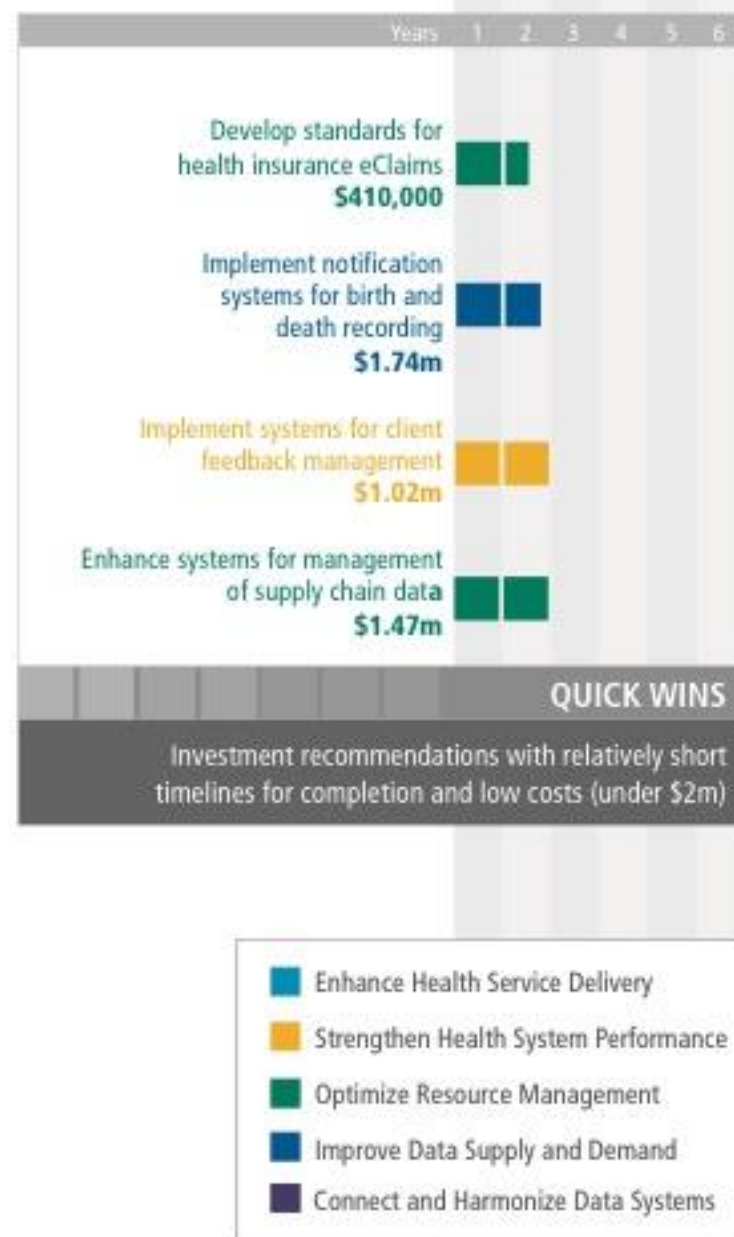 Years 1 2 3 4 5 6
Develop standards for
health insurance eClaims
$410,000
Implement notification
systems for birth and
death recording
$1.74m
Implement systems for client
feedback management
$1.02m
Enhance systems for management
of supply chain data
$1.47m
QUICK WINS
Investment recommendations with relatively short
timelines for completion and low costs (under $2m)
Enhance Health Service Delivery
Strengthen Health System Performance
Optimize Resource Management
Improve Data Supply and Demand
Connect and Harmonize Data Systems